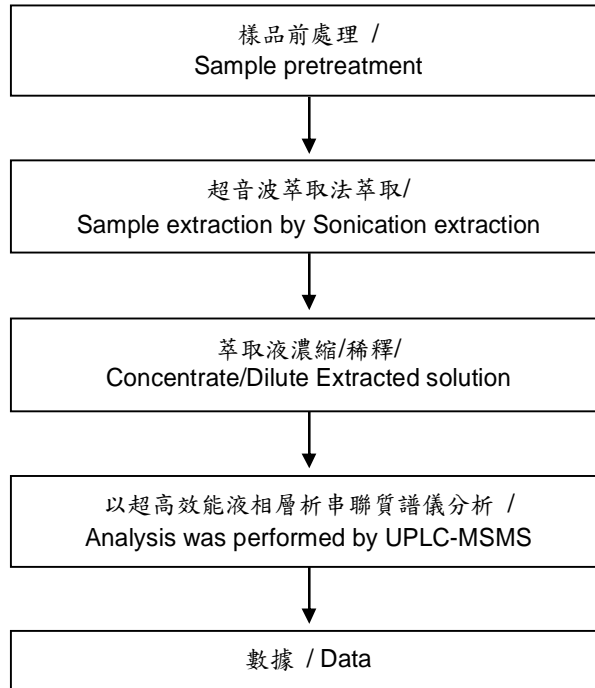 樣品前處理 /
Sample pretreatment
超音波萃取法萃取/
Sample extraction by Sonication extraction
萃取液濃縮/稀釋/
Concentrate/Dilute Extracted solution
以超高效能液相層析串聯質譜儀分析 /
Analysis was performed by UPLC-MSMS
數據 / Data